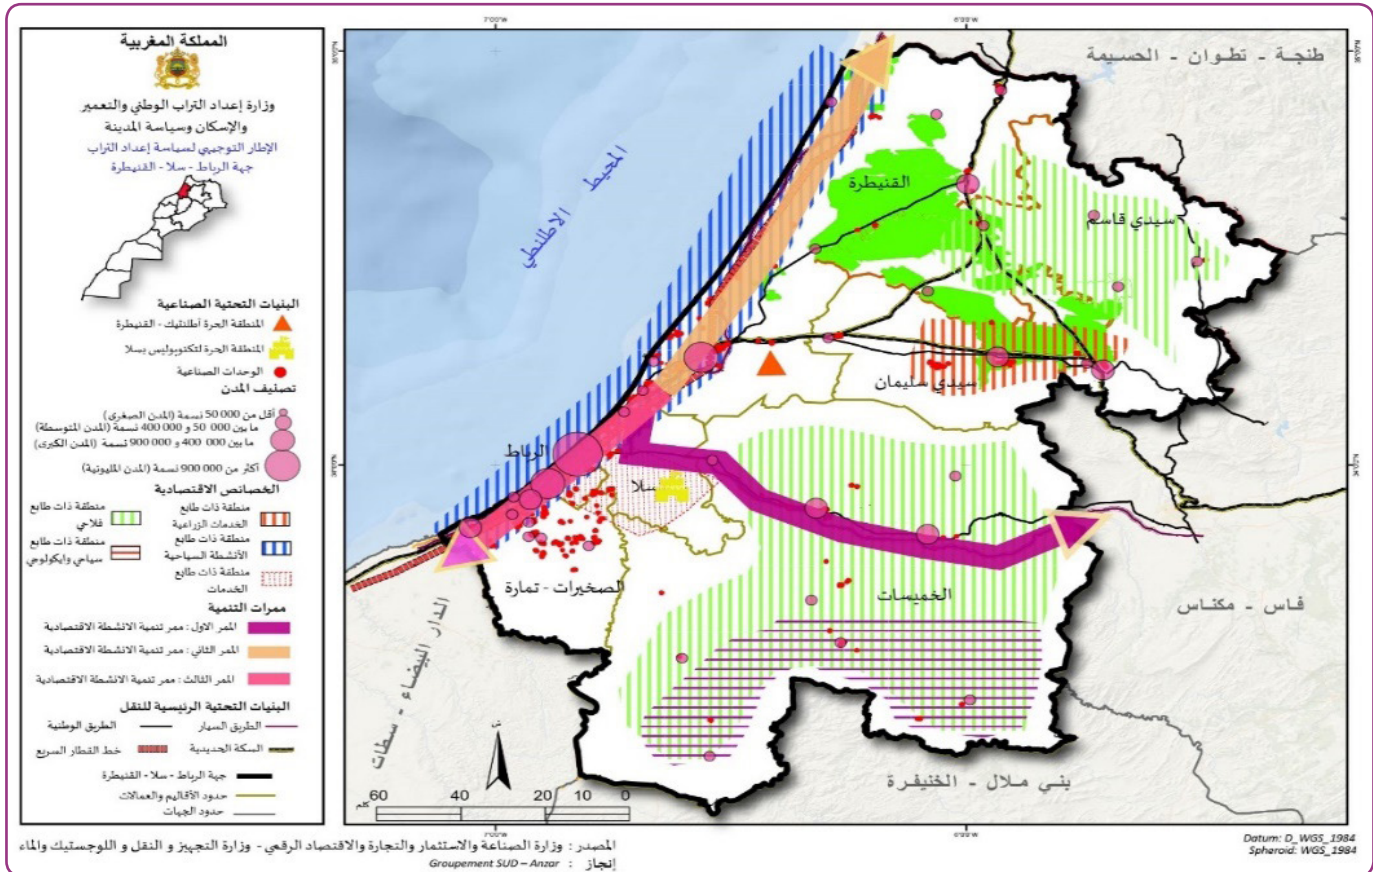 المملكة المغربية
وزارة إعداد التراب الوطني والتعمير
والإسكان وسياسة المدينة
الإطار التوجيهي لسياسة إعداد التراب
جهة الرباط - سلا - القنيطرة
البنيات التحتية الصناعية
المنطقة الحرة أطلنتيك - القنيطرة
المنطقة الحرة لتكنوبوليس بسلا
الوحدات الصناعية
تصنيف المدن
أقل من 50 000 نسمة (المدن الصغرى)
ما بين 000 50 و 000 400 نسمة (المدن المتوسطة)
ما بين 000 400 و 000 900 نسمة (المدن الكبرى)
أكثر من 000 900 نسمة (المدن المليونية)
الخصائص الاقتصادية
منطقة ذات طابع الخدمات الزراعية
منطقة ذات طابع فلاحي
منطقة ذات طابع الأنشطة السياحية
منطقة ذات طابع سياحي وايكولوجي
منطقة ذات طابع الخدمات
ممرات التنمية
الممر الاول : ممر تنمية الانشطة الاقتصادية
الممر الثاني : ممر تنمية الانشطة الاقتصادية
الممر الثالث : ممر تنمية الانشطة الاقتصادية
البنيات التحتية الرئيسية للنقل
الطريق السيار
الطريق الوطنية
السكة الحديدية
خط القطار السريع
جهة الرباط - سلا - القنيطرة
حدود الأقاليم والعمالات
حدود الجهات
طنجة - تطوان - الحسيمة
المحيط
الاطلنطي
القنيطرة
سيدي قاسم
سيدي سليمان
الرباط
سلا
الصخيرات - تمارة
الخميسات
فاس - مكناس
الدار البيضاء - سطات
بني ملال - الخنيفرة
ش
60 40 20 10 0
كلم
Datum: D_WGS_1984
Spheroid: WGS_1984
المصدر : وزارة الصناعة والاستثمار والتجارة والاقتصاد الرقمي - وزارة التجهيز و النقل و اللوجستيك والماء
إنجاز : Groupement SUD – Anzar